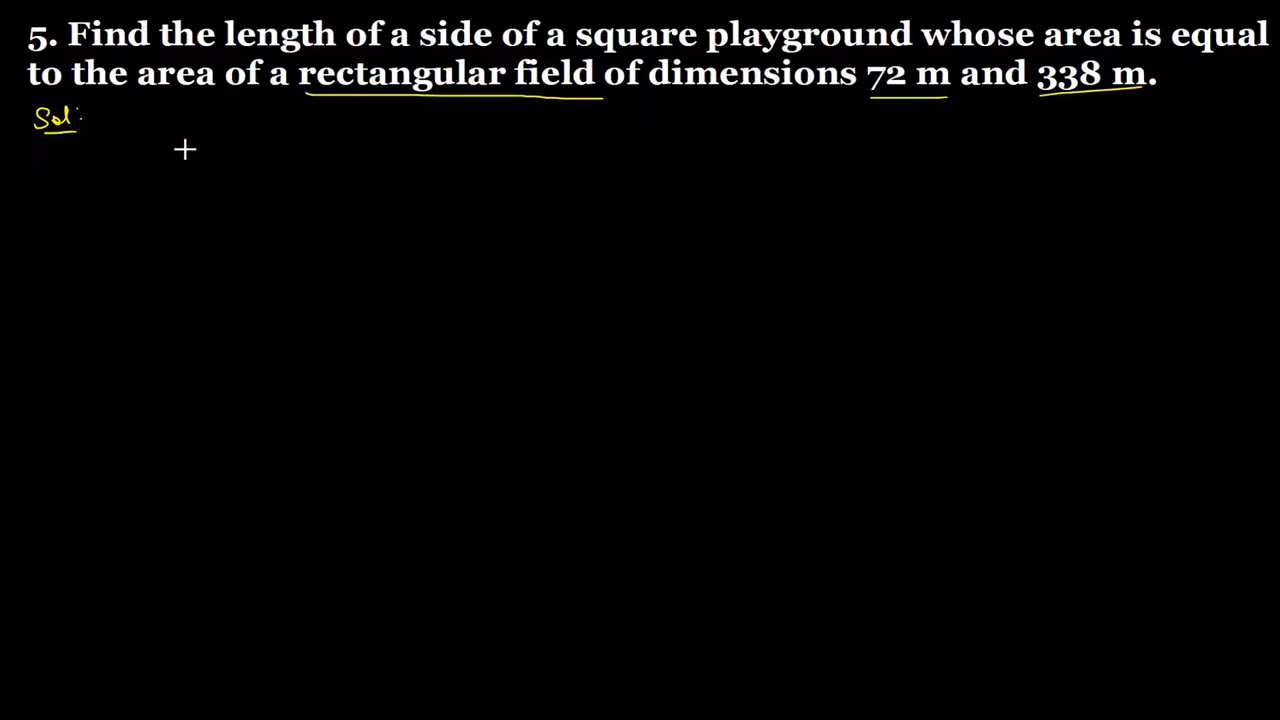 5. Find the length of a side of a square playground whose area is equal
to the area of a rectangular field of dimensions 72 m and 338 m.
Sol: